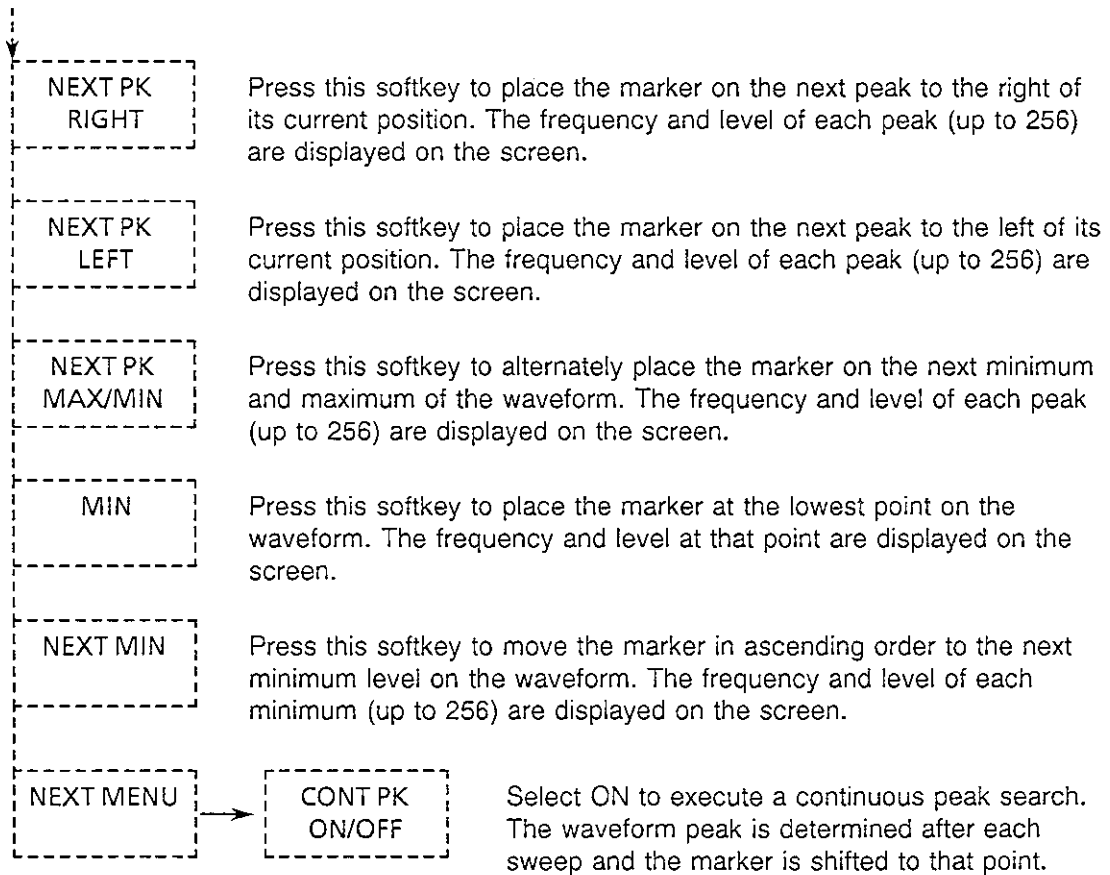 NEXT PK
RIGHT
Press this softkey to place the marker on the next peak to the right of
its current position. The frequency and level of each peak (up to 256)
are displayed on the screen.
NEXT PK
LEFT
Press this softkey to place the marker on the next peak to the left of its
current position. The frequency and level of each peak (up to 256) are
displayed on the screen.
NEXT PK
MAX/MIN
Press this softkey to alternately place the marker on the next minimum
and maximum of the waveform. The frequency and level of each peak
(up to 256) are displayed on the screen.
MIN
Press this softkey to place the marker at the lowest point on the
waveform. The frequency and level at that point are displayed on the
screen.
NEXT MIN
Press this softkey to move the marker in ascending order to the next
minimum level on the waveform. The frequency and level of each
minimum (up to 256) are displayed on the screen.
NEXT MENU
CONT PK
ON/OFF
Select ON to execute a continuous peak search.
The waveform peak is determined after each
sweep and the marker is shifted to that point.